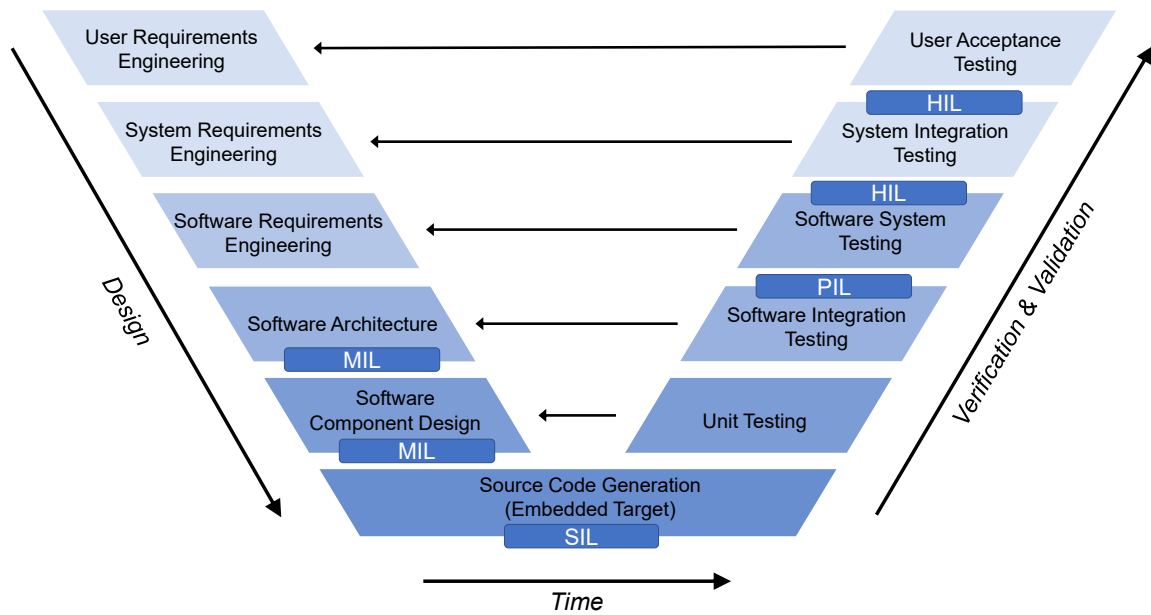 User Requirements
Engineering
User Acceptance
Testing
HIL
System Requirements
Engineering
System Integration
Testing
HIL
Software Requirements
Engineering
Software System
Testing
Design
Verification & Validation
PIL
Software Architecture
MIL
Software Integration
Testing
Software
Component Design
MIL
Unit Testing
Source Code Generation
(Embedded Target)
SIL
Time